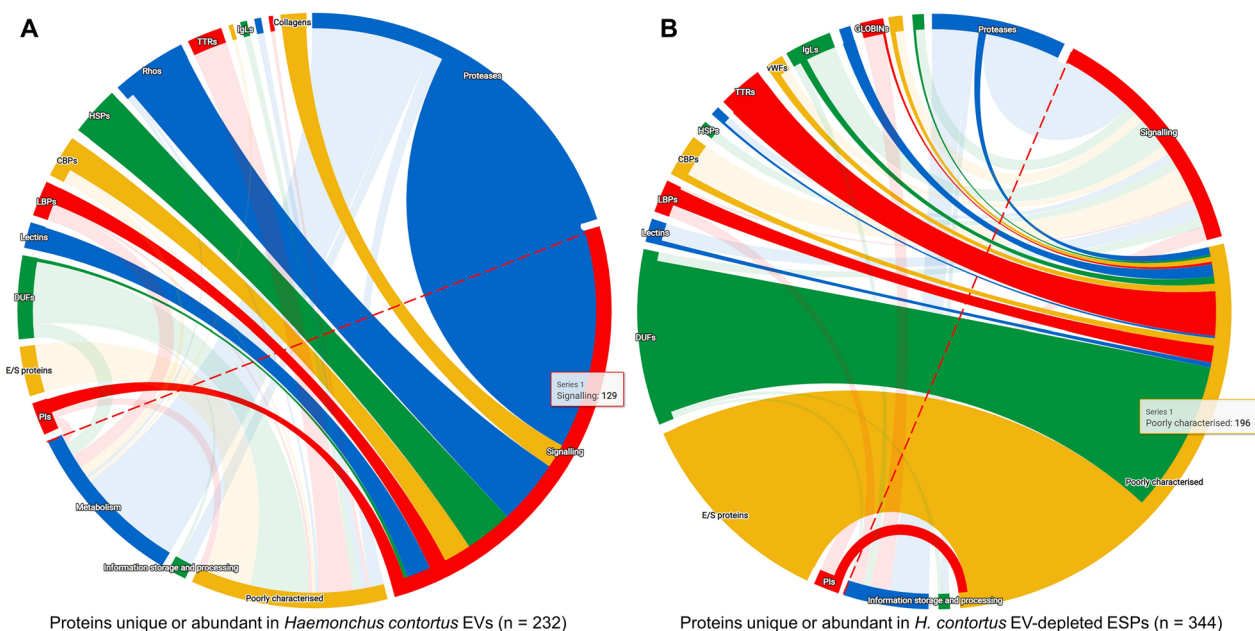 A
Collagens
IgLs
TTRs
Proteases
Rhos
HSPs
CBPs
LBPs
Lectins
DUFs
E/S proteins
PIs
Metabolism
Information storage and processing
Poorly characterised
Signalling
Series 1
Signalling: 129
Proteins unique or abundant in Haemonchus contortus EVs (n = 232)
B
GLOBINs
Proteases
IgLs
vWFs
Signalling
TTRs
HSPs
CBPs
LBPs
Lectins
DUFs
E/S proteins
PIs
Information storage and processing
Poorly characterised
Series 1
Poorly characterised: 196
Proteins unique or abundant in H. contortus EV-depleted ESPs (n = 344)